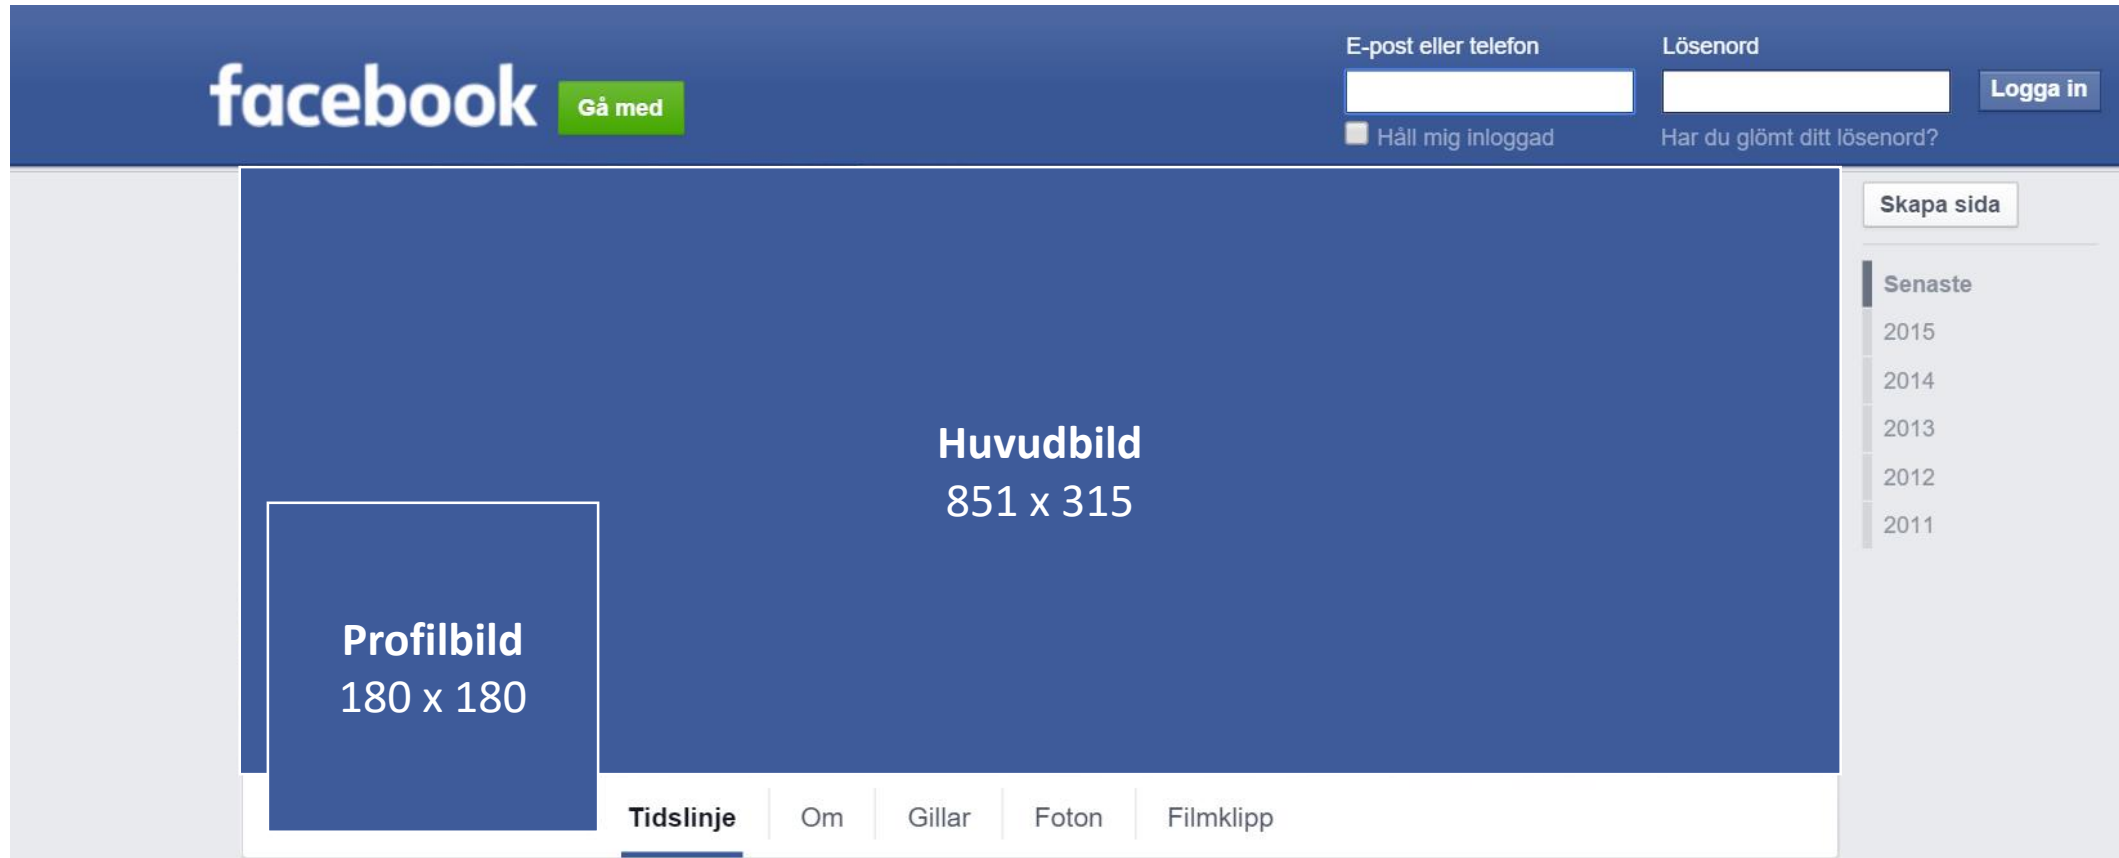 facebook
Gå med
E-post eller telefon
Lösenord
Logga in
Håll mig inloggad
Har du glömt ditt lösenord?
Skapa sida
Senaste
2015
2014
2013
2012
2011
Huvudbild
851 x 315
Profilbild
180 x 180
Tidslinje Om Gillar Foton Filmklipp